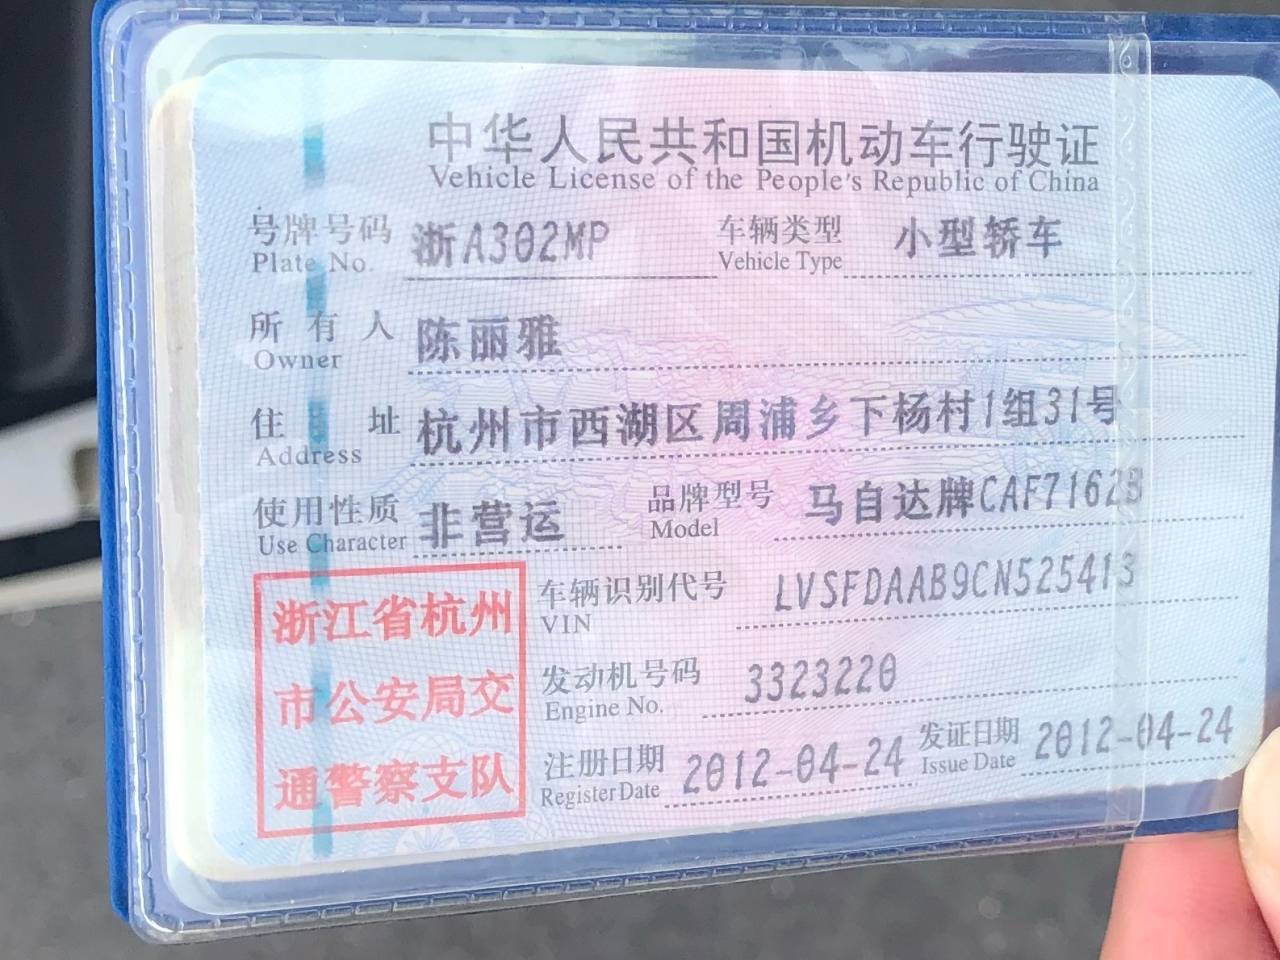 中华人民共和国机动车行驶证
Vehicle License of the People's Republic of China
号牌号码 浙A302MP 车辆类型 小型轿车
Plate No. Vehicle Type
所有人 陈丽雅
Owner
住址 杭州市西湖区周浦乡下杨村1组31号
Address
使用性质 非营运 品牌型号 马自达牌CAF7162B
Use Character Model
浙江省杭州
市公安局交
通警察支队
车辆识别代号 LVSFDAAB9CN525413
VIN
发动机号码 3323220
Engine No.
注册日期 2012-04-24 发证日期 2012-04-24
Register Date Issue Date